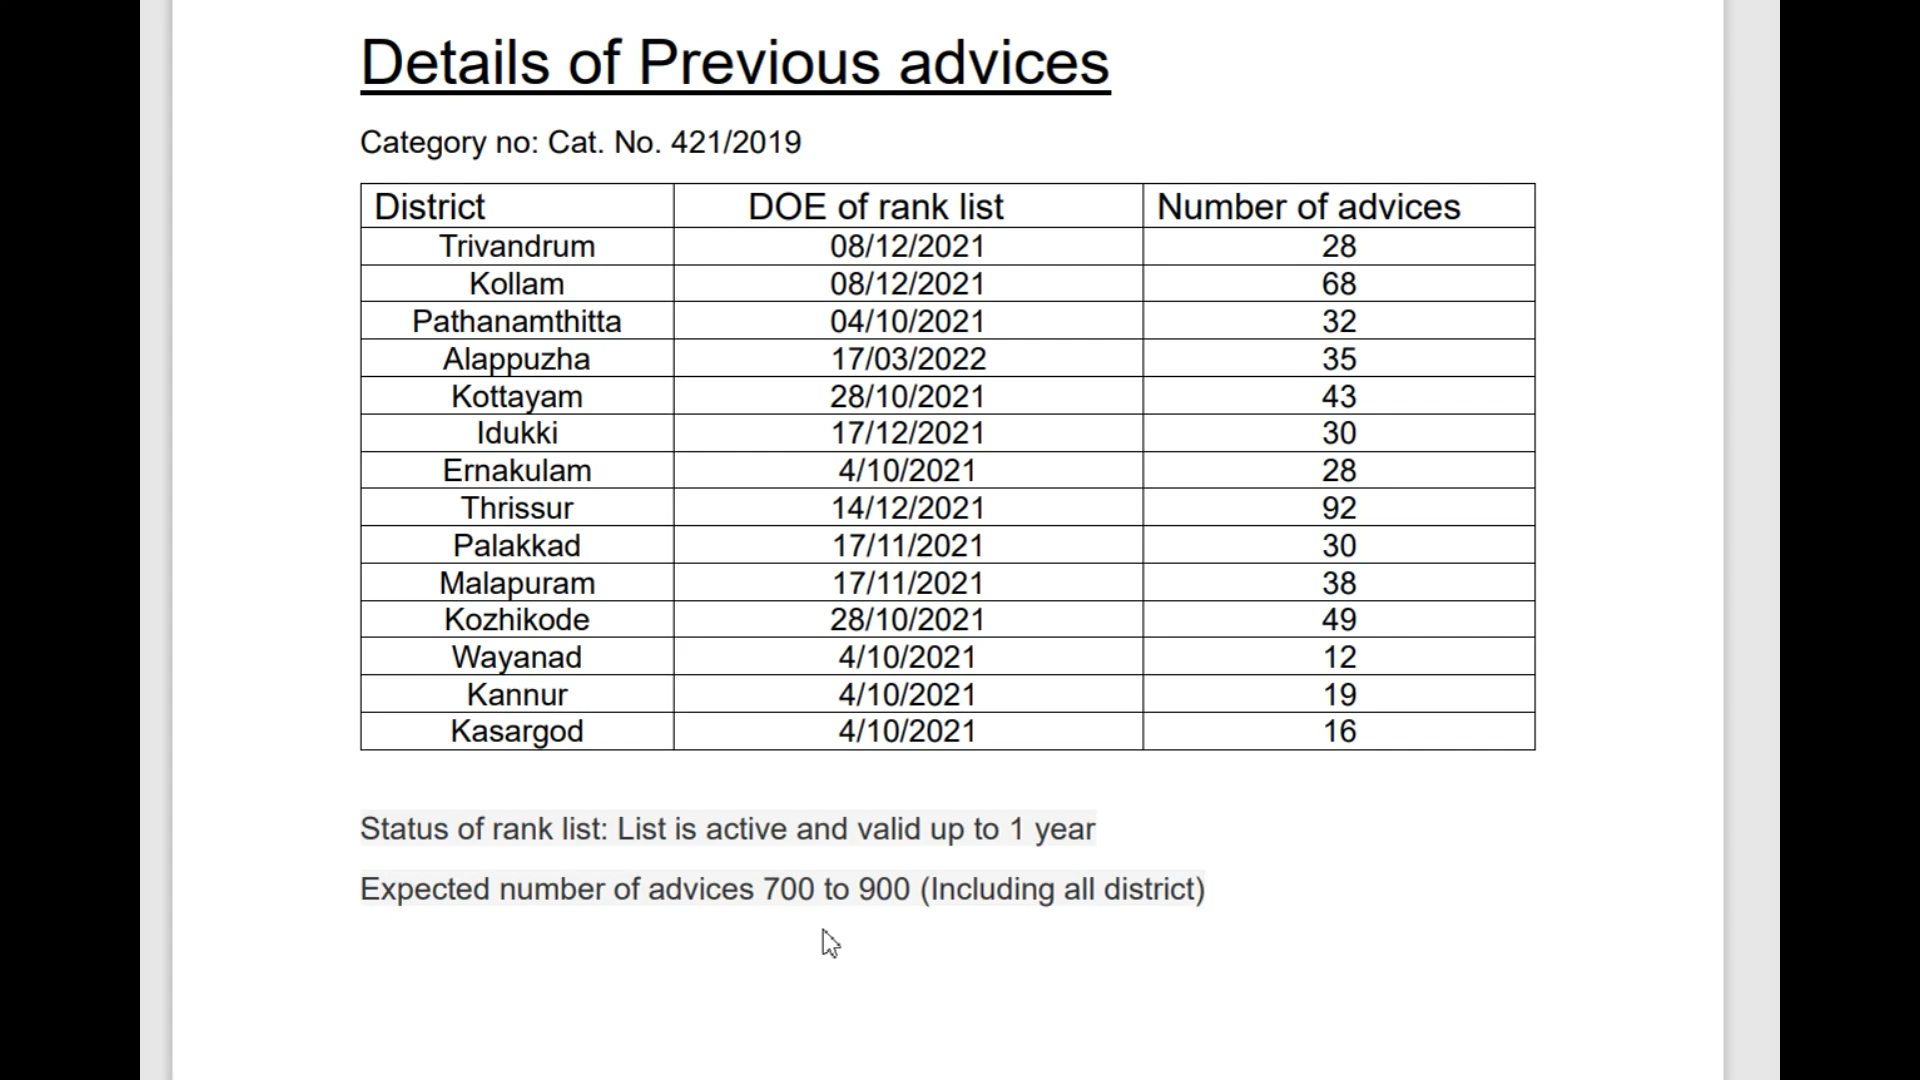 Details of Previous advices
Category no: Cat. No. 421/2019
District DOE of rank list Number of advices
Trivandrum 08/12/2021 28
Kollam 08/12/2021 68
Pathanamthitta 04/10/2021 32
Alappuzha 17/03/2022 35
Kottayam 28/10/2021 43
Idukki 17/12/2021 30
Ernakulam 4/10/2021 28
Thrissur 14/12/2021 92
Palakkad 17/11/2021 30
Malapuram 17/11/2021 38
Kozhikode 28/10/2021 49
Wayanad 4/10/2021 12
Kannur 4/10/2021 19
Kasargod 4/10/2021 16
Status of rank list: List is active and valid up to 1 year
Expected number of advices 700 to 900 (Including all district)